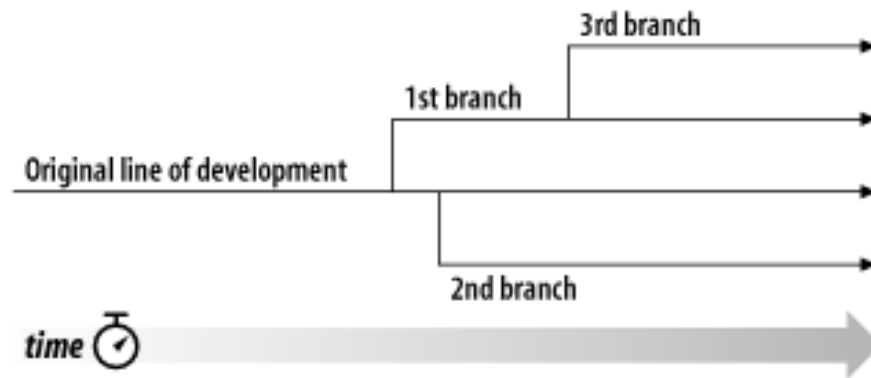 3rd branch
1st branch
Original line of development
2nd branch
time